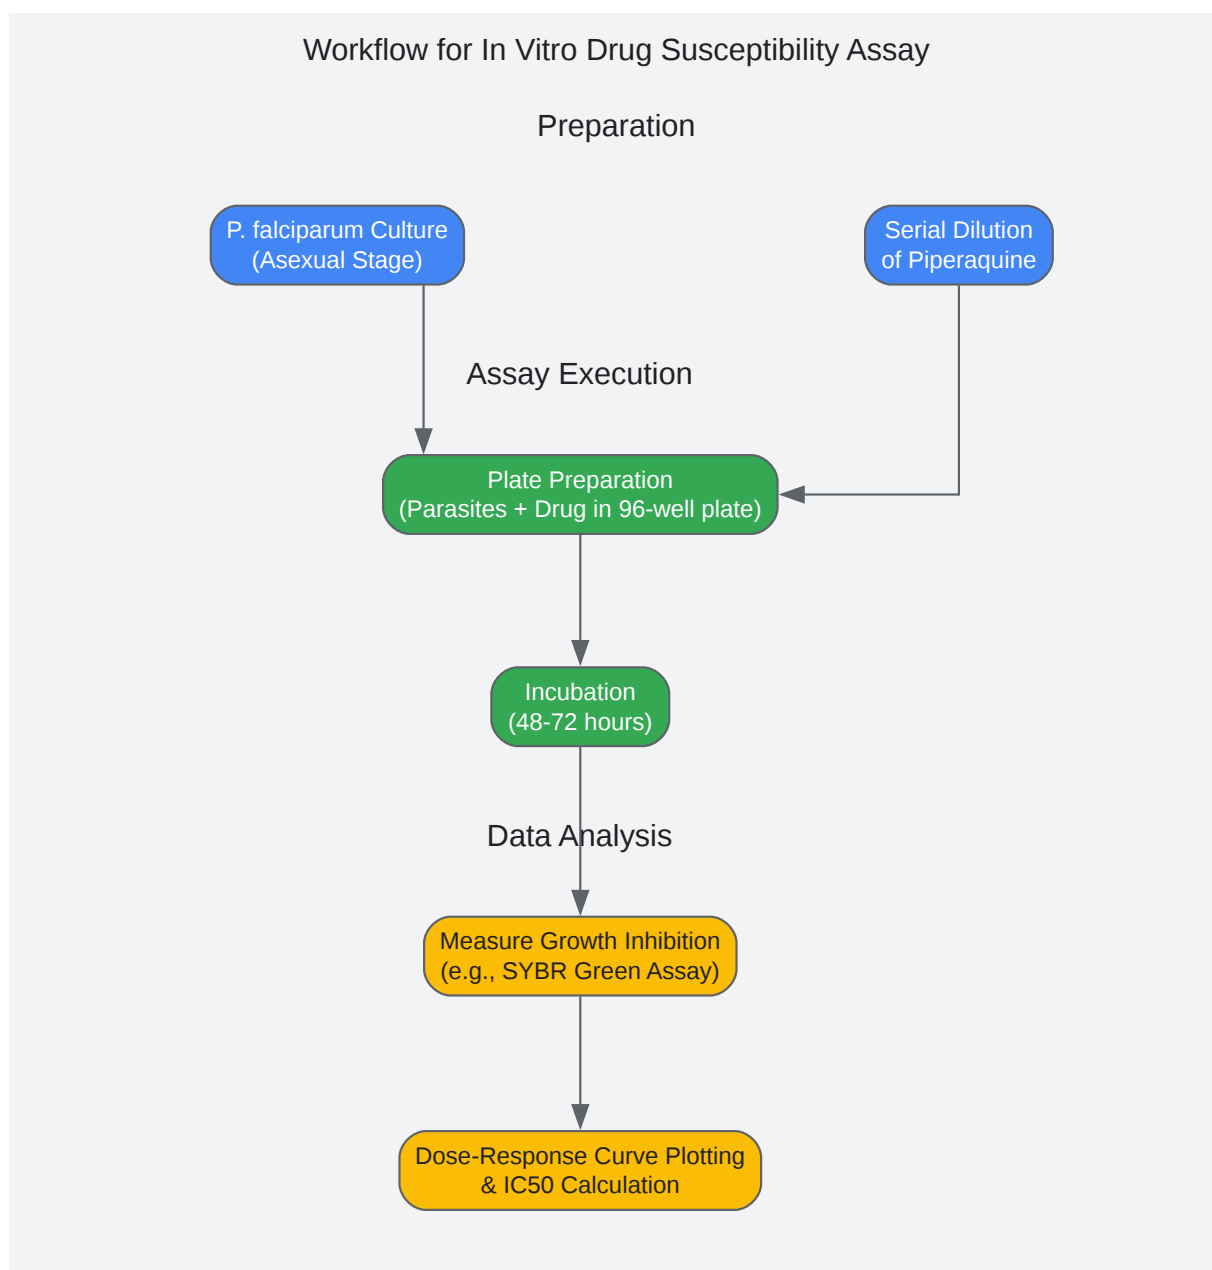 Workflow for In Vitro Drug Susceptibility Assay
Preparation
P. falciparum Culture
(Asexual Stage)
Serial Dilution
of Piperaquine
Assay Execution
Plate Preparation
(Parasites + Drug in 96-well plate)
Incubation
(48-72 hours)
Data Analysis
Measure Growth Inhibition
(e.g., SYBR Green Assay)
Dose-Response Curve Plotting
& IC50 Calculation